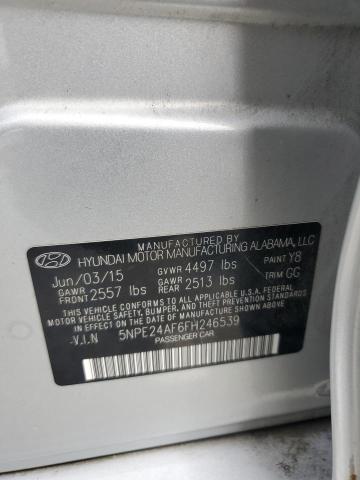 MANUFACTURED BY
HYUNDAI MOTOR MANUFACTURING ALABAMA, LLC
Jun/03/15 GVWR 4497 lbs PAINT Y8
GAWR FRONT 2557 lbs GAWR REAR 2513 lbs TRIM GG
THIS VEHICLE CONFORMS TO ALL APPLICABLE U.S.A. FEDERAL
MOTOR VEHICLE SAFETY, BUMPER, AND THEFT PREVENTION STANDARDS
IN EFFECT ON THE DATE OF MANUFACTURE SHOWN ABOVE.
-V.I.N 5NPE24AF6FH246539
PASSENGER CAR